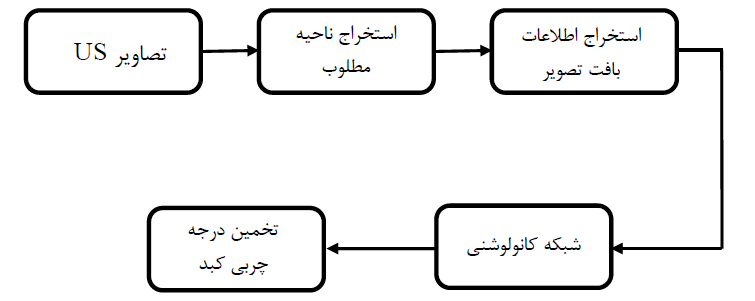 تصاویر US
استخراج ناحیه
مطلوب
استخراج اطلاعات
بافت تصویر
شبکه کانولوشنی
تخمین درجه
چربی کبد